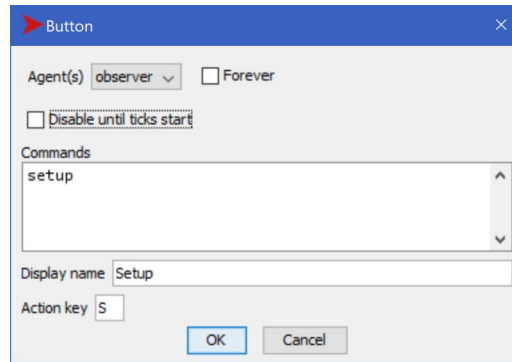 Button
Agent(s) observer Forever
Disable until ticks start
Commands
setup
Display name Setup
Action key S
OK Cancel